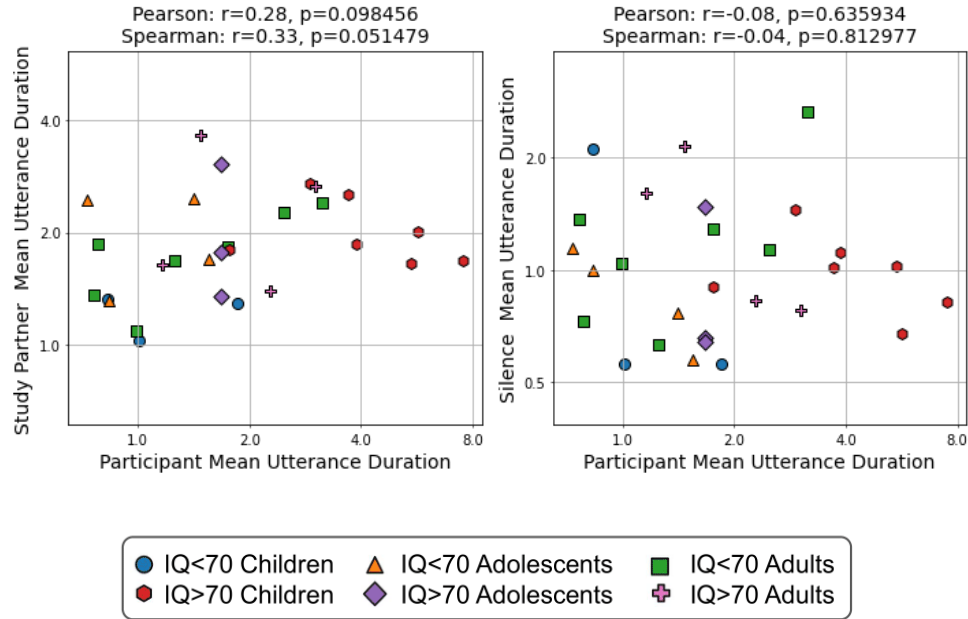 Pearson: r=0.28, p=0.098456
Spearman: r=0.33, p=0.051479
Study Partner Mean Utterance Duration
4.0
2.0
1.0
1.0 2.0 4.0 8.0
Participant Mean Utterance Duration
Pearson: r=-0.08, p=0.635934
Spearman: r=-0.04, p=0.812977
Silence Mean Utterance Duration
2.0
1.0
0.5
1.0 2.0 4.0 8.0
Participant Mean Utterance Duration
IQ<70 Children IQ<70 Adolescents IQ<70 Adults
IQ>70 Children IQ>70 Adolescents IQ>70 Adults